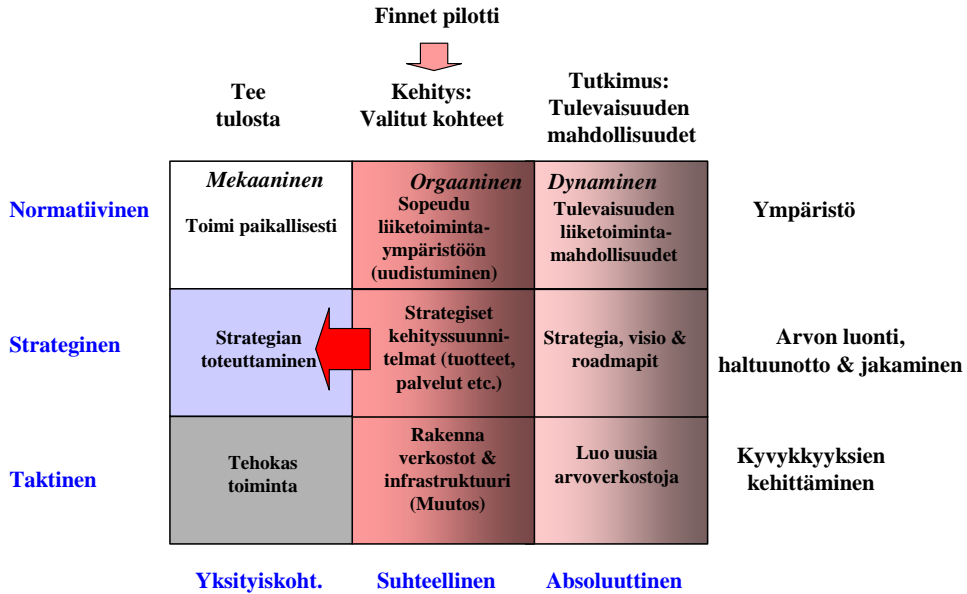 Finnet pilotti
Tee
tulosta
Kehitys:
Valitut kohteet
Tutkimus:
Tulevaisuuden
mahdollisuudet
Normatiivinen
Mekaaninen
Toimi paikallisesti
Orgaaninen
Sopeudu
liiketoiminta-
ympäristöön
(uudistuminen)
Dynaminen
Tulevaisuuden
liiketoiminta-
mahdollisuudet
Ympäristö
Strateginen
Strategian
toteuttaminen
Strategiset
kehityssuunni-
telmat (tuotteet,
palvelut etc.)
Strategia, visio &
roadmapit
Arvon luonti,
haltuunotto & jakaminen
Taktinen
Tehokas
toiminta
Rakenna
verkostot &
infrastruktuuri
(Muutos)
Luo uusia
arvoverkostoja
Kyvykkyyksien
kehittäminen
Yksityiskoht.
Suhteellinen
Absoluuttinen